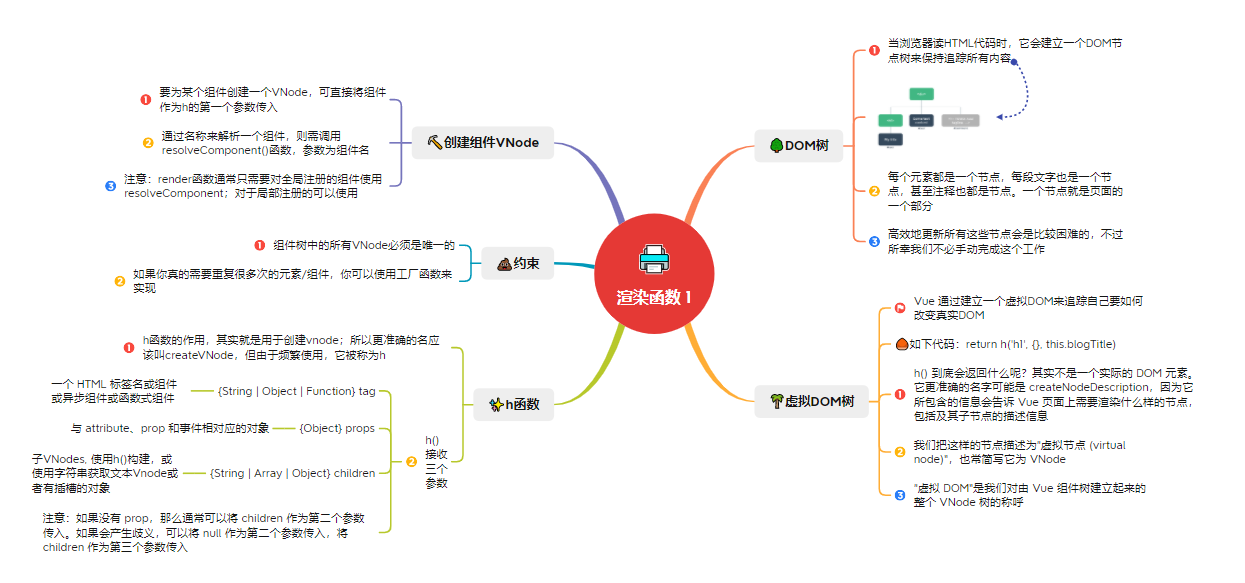 渲染函数 1
DOM树
当浏览器读HTML代码时，它会建立一个DOM节
点树来保持追踪所有内容
每个元素都是一个节点，每段文字也是一个节
点，甚至注释也都是节点。一个节点就是页面的
一个部分
高效地更新所有这些节点会是比较困难的，不过
所幸我们不必手动完成这个工作
虚拟DOM树
Vue 通过建立一个虚拟DOM来追踪自己要如何
改变真实DOM
如下代码：return h('h1', {}, this.blogTitle)
h() 到底会返回什么呢？其实不是一个实际的 DOM 元素。
它更准确的名字可能是 createNodeDescription，因为它
所包含的信息会告诉 Vue 页面上需要渲染什么样的节点，
包括及其子节点的描述信息
我们把这样的节点描述为"虚拟节点 (virtual
node)"，也常简写它为 VNode
"虚拟 DOM"是我们对由 Vue 组件树建立起来的
整个 VNode 树的称呼
创建组件VNode
要为某个组件创建一个VNode，可直接将组件
作为h的第一个参数传入
通过名称来解析一个组件，则需调用
resolveComponent()函数，参数为组件名
注意：render函数通常只需要对全局注册的组件使用
resolveComponent；对于局部注册的可以使用
约束
组件树中的所有VNode必须是唯一的
如果你真的需要重复很多次的元素/组件，你可以使用工厂函数来
实现
h函数
h函数的作用，其实就是用于创建vnode；所以更准确的名应
该叫createVNode，但由于频繁使用，它被称为h
h()
接收
三个
参数
{String | Object | Function} tag
一个 HTML 标签名或组件
或异步组件或函数式组件
{Object} props
与 attribute、prop 和事件相对应的对象
{String | Array | Object} children
子VNodes, 使用h()构建，或
使用字符串获取文本Vnode或
者有插槽的对象
注意：如果没有 prop，那么通常可以将 children 作为第二个参数
传入。如果会产生歧义，可以将 null 作为第二个参数传入，将
children 作为第三个参数传入